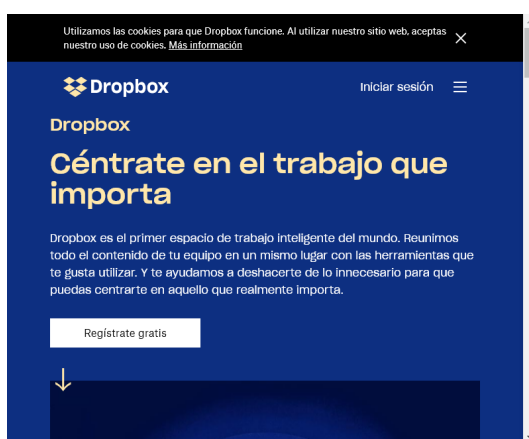 Utilizamos las cookies para que Dropbox funcione. Al utilizar nuestro sitio web, aceptas
nuestro uso de cookies. Más información
Dropbox
Iniciar sesión
Dropbox
Céntrate en el trabajo que
importa
Dropbox es el primer espacio de trabajo inteligente del mundo. Reunimos
todo el contenido de tu equipo en un mismo lugar con las herramientas que
te gusta utilizar. Y te ayudamos a deshacerte de lo innecesario para que
puedas centrarte en aquello que realmente importa.
Regístrate gratis